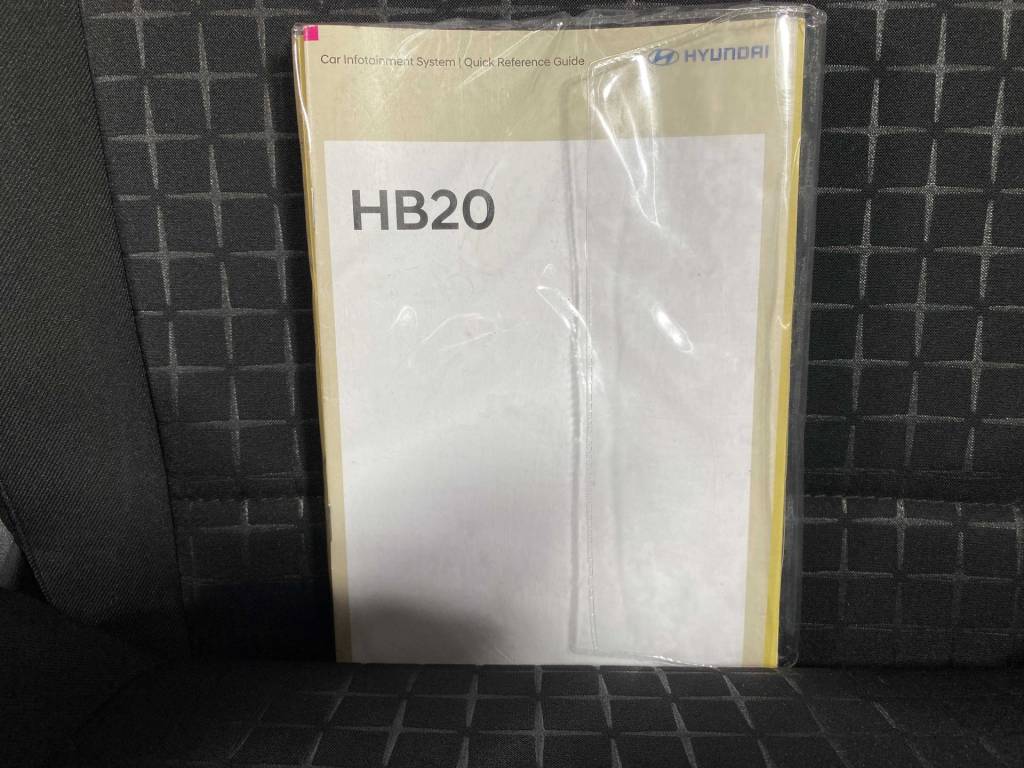 Car Infotainment System | Quick Reference Guide
HYUNDAI
HB20